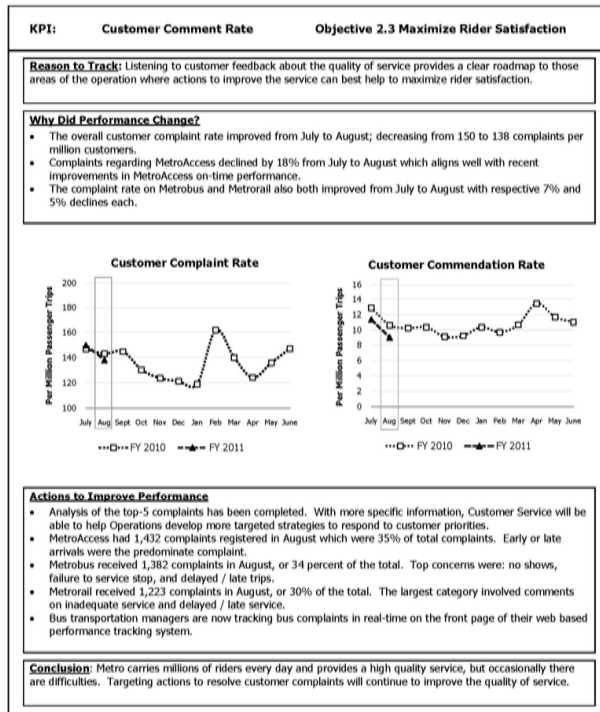 KPI: Customer Comment Rate Objective 2.3 Maximize Rider Satisfaction
Reason to Track: Listening to customer feedback about the quality of service provides a clear roadmap to those
areas of the operation where actions to improve the service can best help to maximize rider satisfaction.
Why Did Performance Change?
• The overall customer complaint rate improved from July to August; decreasing from 150 to 138 complaints per
million customers.
• Complaints regarding MetroAccess declined by 18% from July to August which aligns well with recent
improvements in MetroAccess on-time performance.
• The complaint rate on Metrobus and Metrorail also both improved from July to August with respective 7% and
5% declines each.
Customer Complaint Rate
Per Million Passenger Trips
200
180
160
140
120
100
July Aug Sept Oct Nov Dec Jan Feb Mar Apr May June
FY 2010 FY 2011
Customer Commendation Rate
Per Million Passenger Trips
16
14
12
10
8
6
4
2
0
July Aug Sept Oct Nov Dec Jan Feb Mar Apr May June
FY 2010 FY 2011
Actions to Improve Performance
• Analysis of the top-5 complaints has been completed. With more specific information, Customer Service will be
able to help Operations develop more targeted strategies to respond to customer priorities.
• MetroAccess had 1,432 complaints registered in August which were 35% of total complaints. Early or late
arrivals were the predominate complaint.
• Metrobus received 1,382 complaints in August, or 34 percent of the total. Top concerns were: no shows,
failure to service stop, and delayed / late trips.
• Metrorail received 1,223 complaints in August, or 30% of the total. The largest category involved comments
on inadequate service and delayed / late service.
• Bus transportation managers are now tracking bus complaints in real-time on the front page of their web based
performance tracking system.
Conclusion: Metro carries millions of riders every day and provides a high quality service, but occasionally there
are difficulties. Targeting actions to resolve customer complaints will continue to improve the quality of service.